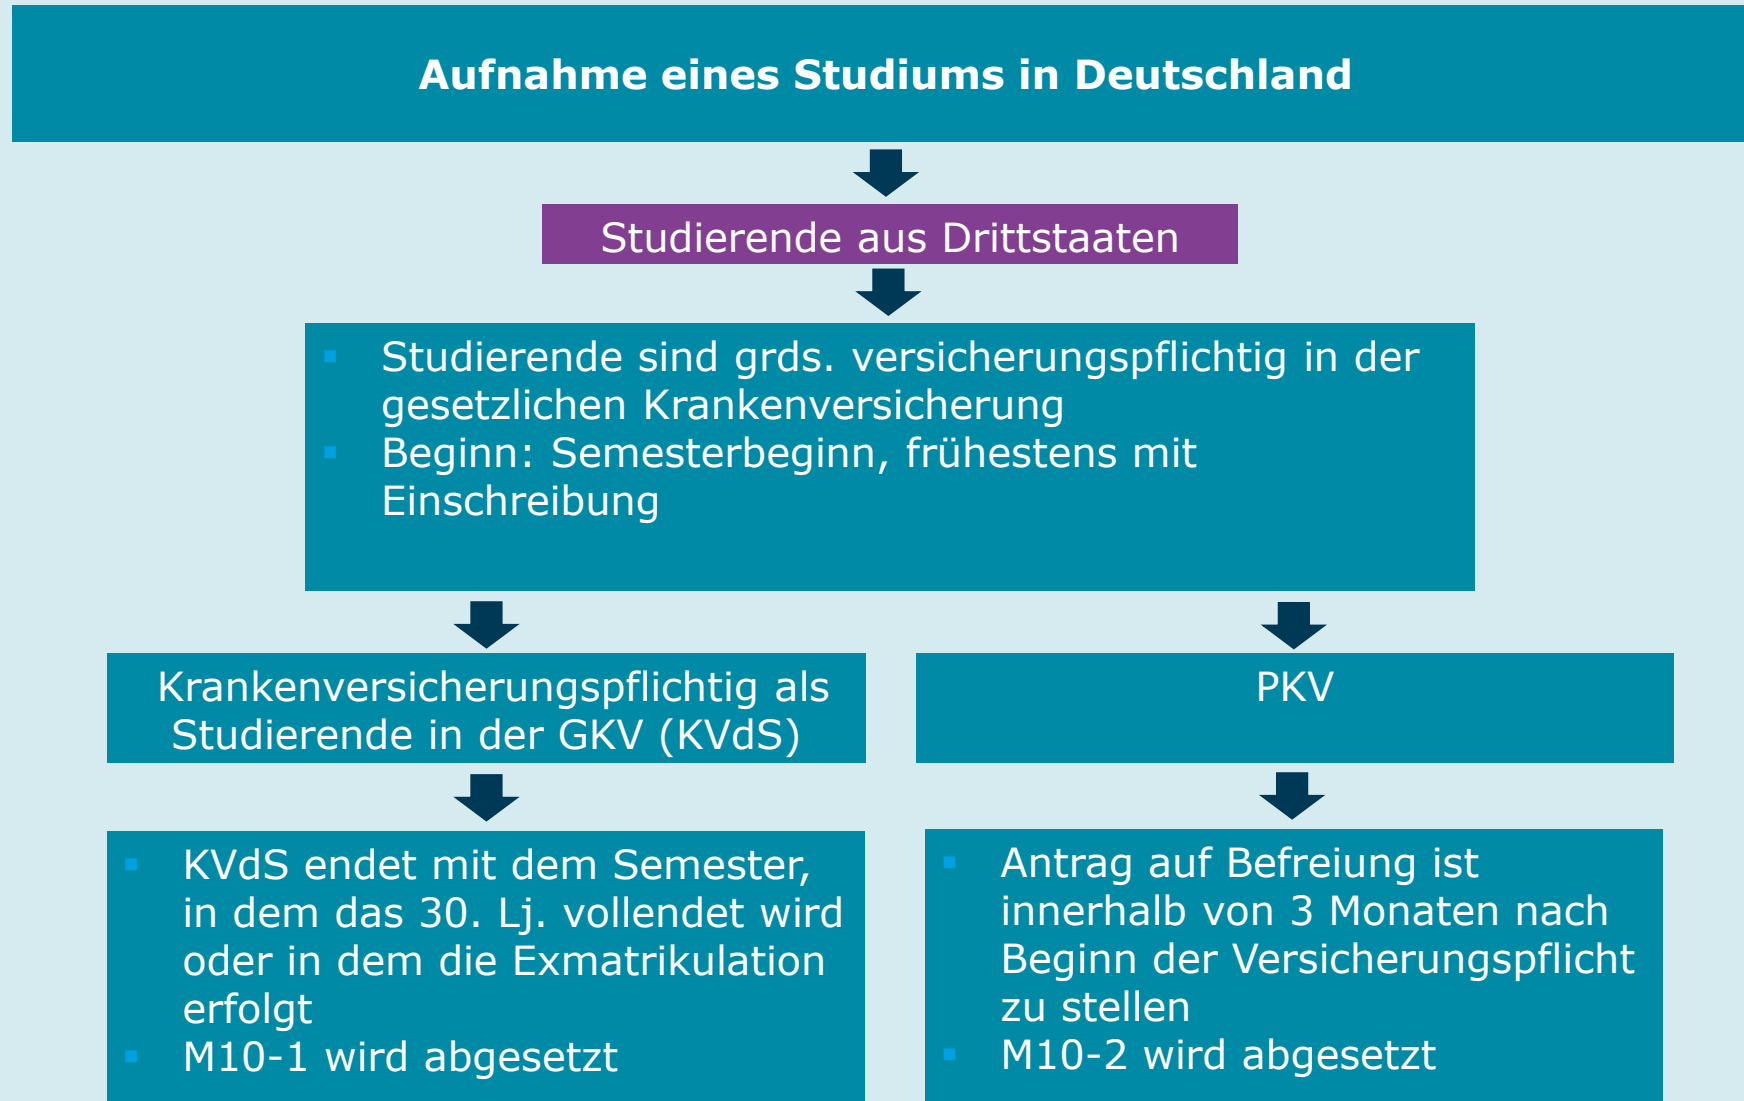 Aufnahme eines Studiums in Deutschland
Studierende aus Drittstaaten
▪ Studierende sind grds. versicherungspflichtig in der
gesetzlichen Krankenversicherung
▪ Beginn: Semesterbeginn, frühestens mit
Einschreibung
Krankenversicherungspflichtig als
Studierende in der GKV (KVdS)
▪ KVdS endet mit dem Semester,
in dem das 30. Lj. vollendet wird
oder in dem die Exmatrikulation
erfolgt
▪ M10-1 wird abgesetzt
PKV
▪ Antrag auf Befreiung ist
innerhalb von 3 Monaten nach
Beginn der Versicherungspflicht
zu stellen
▪ M10-2 wird abgesetzt